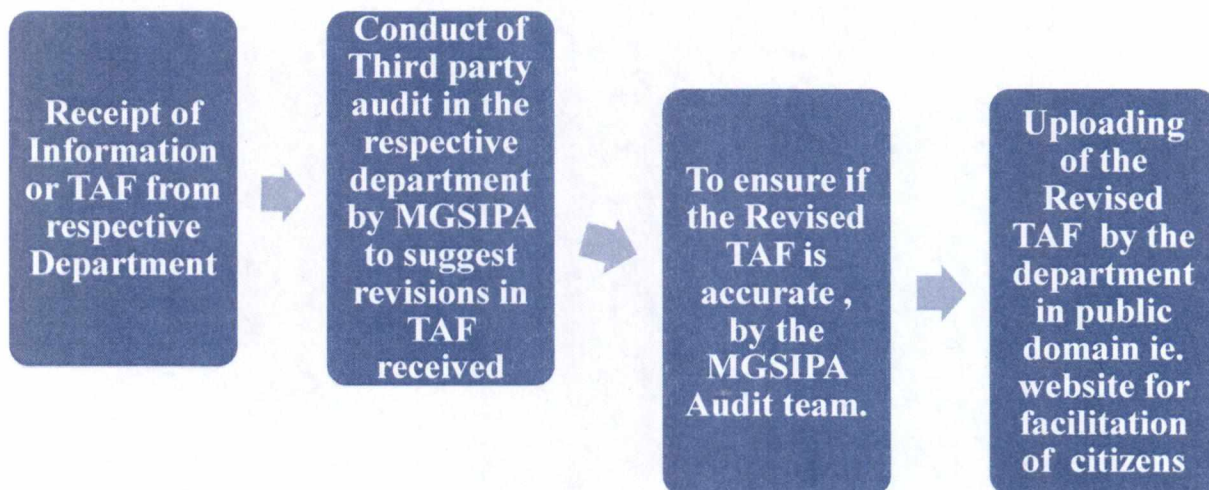 Receipt of
Information
or TAF from
respective
Department
Conduct of
Third party
audit in the
respective
department
by MGSIPA
to suggest
revisions in
TAF
received
To ensure if
the Revised
TAF is
accurate ,
by the
MGSIPA
Audit team.
Uploading
of the
Revised
TAF by the
department
in public
domain ie.
website for
facilitation
of citizens